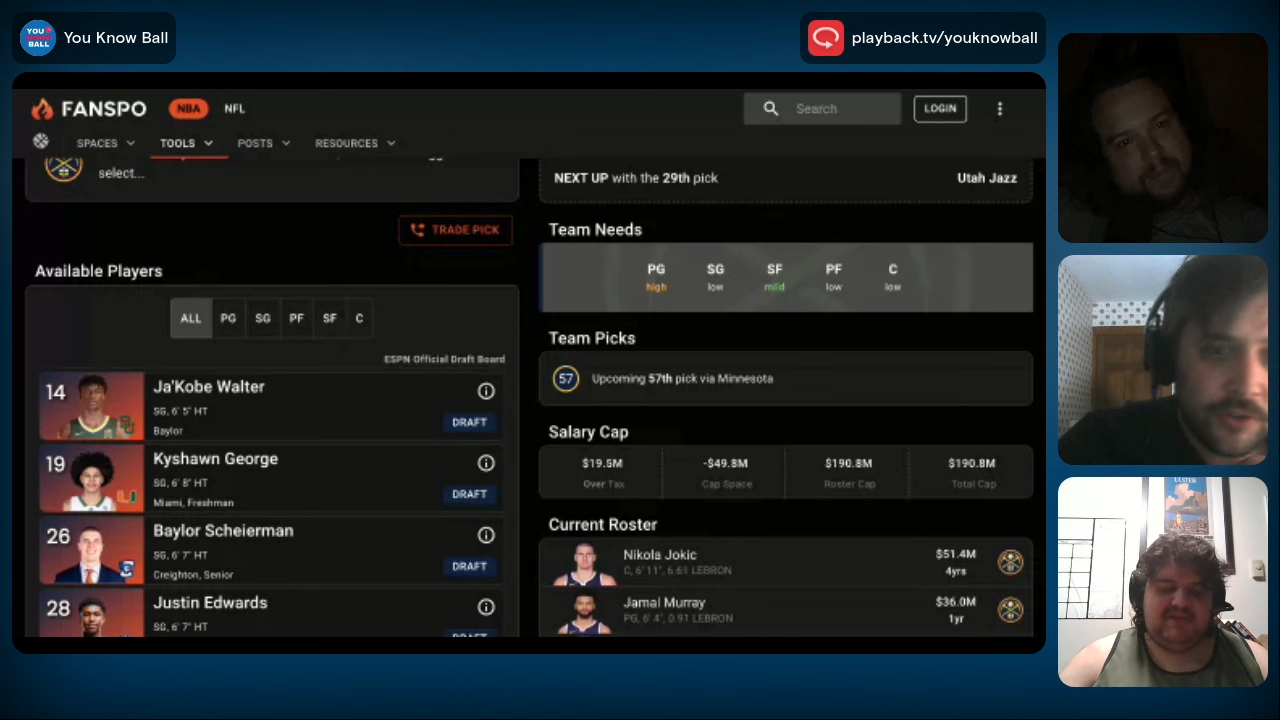 YOU KNOW BALL
You Know Ball
playback.tv/youknowball
FANSPO
NBA
NFL
Search
LOGIN
SPACES
TOOLS
POSTS
RESOURCES
select...
NEXT UP with the 29th pick
Utah Jazz
TRADE PICK
Team Needs
PG SG SF PF C
high low mild low low
Available Players
ALL PG SG PF SF C
ESPN Official Draft Board
Team Picks
57 Upcoming 57th pick via Minnesota
14 Ja'Kobe Walter
SG, 6' 5" HT
Baylor
DRAFT
19 Kyshawn George
SG, 6' 8" HT
Miami, Freshman
DRAFT
26 Baylor Scheierman
SG, 6' 7" HT
Creighton, Senior
DRAFT
28 Justin Edwards
SG, 6' 7" HT
DRAFT
Salary Cap
$19.5M -$49.8M $190.8M $190.8M
Over Tax Cap Space Roster Cap Total Cap
Current Roster
Nikola Jokic $51.4M
C, 6' 11", 6.61 LEBRON 4yrs
Jamal Murray $36.0M
PG, 6' 4", 0.91 LEBRON 1yr
ULSTER